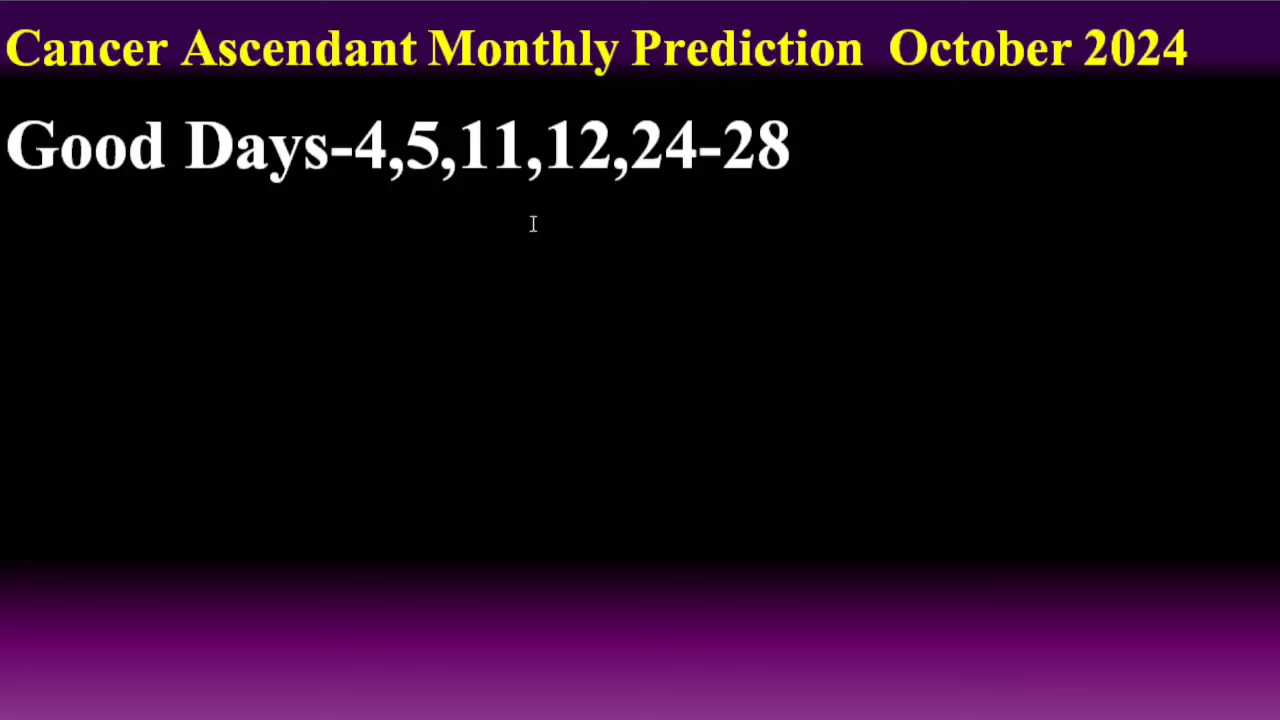 Cancer Ascendant Monthly Prediction  October 2024
Good Days-4,5,11,12,24-28